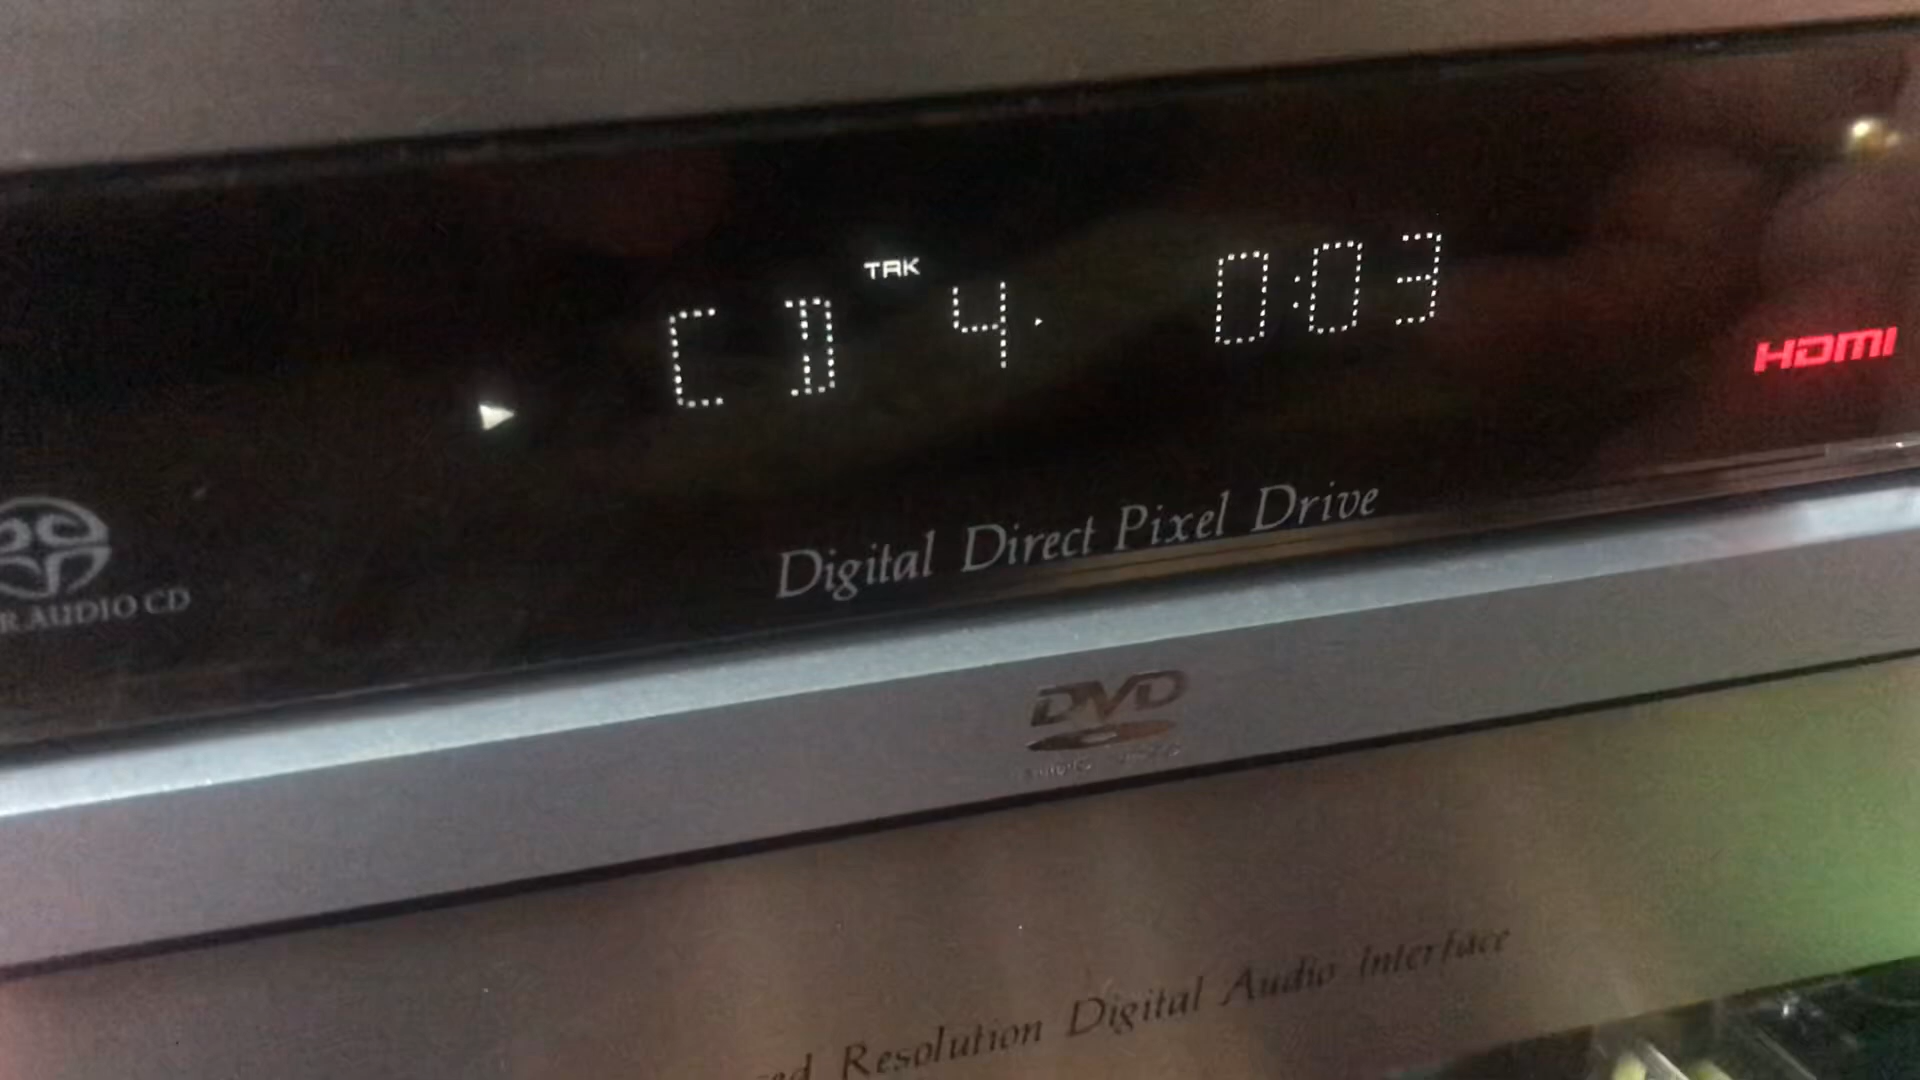 TRK
CD 4. 0:03
HDMI
R AUDIO CD
Digital Direct Pixel Drive
DVD
Resolution Digital Audio Interface